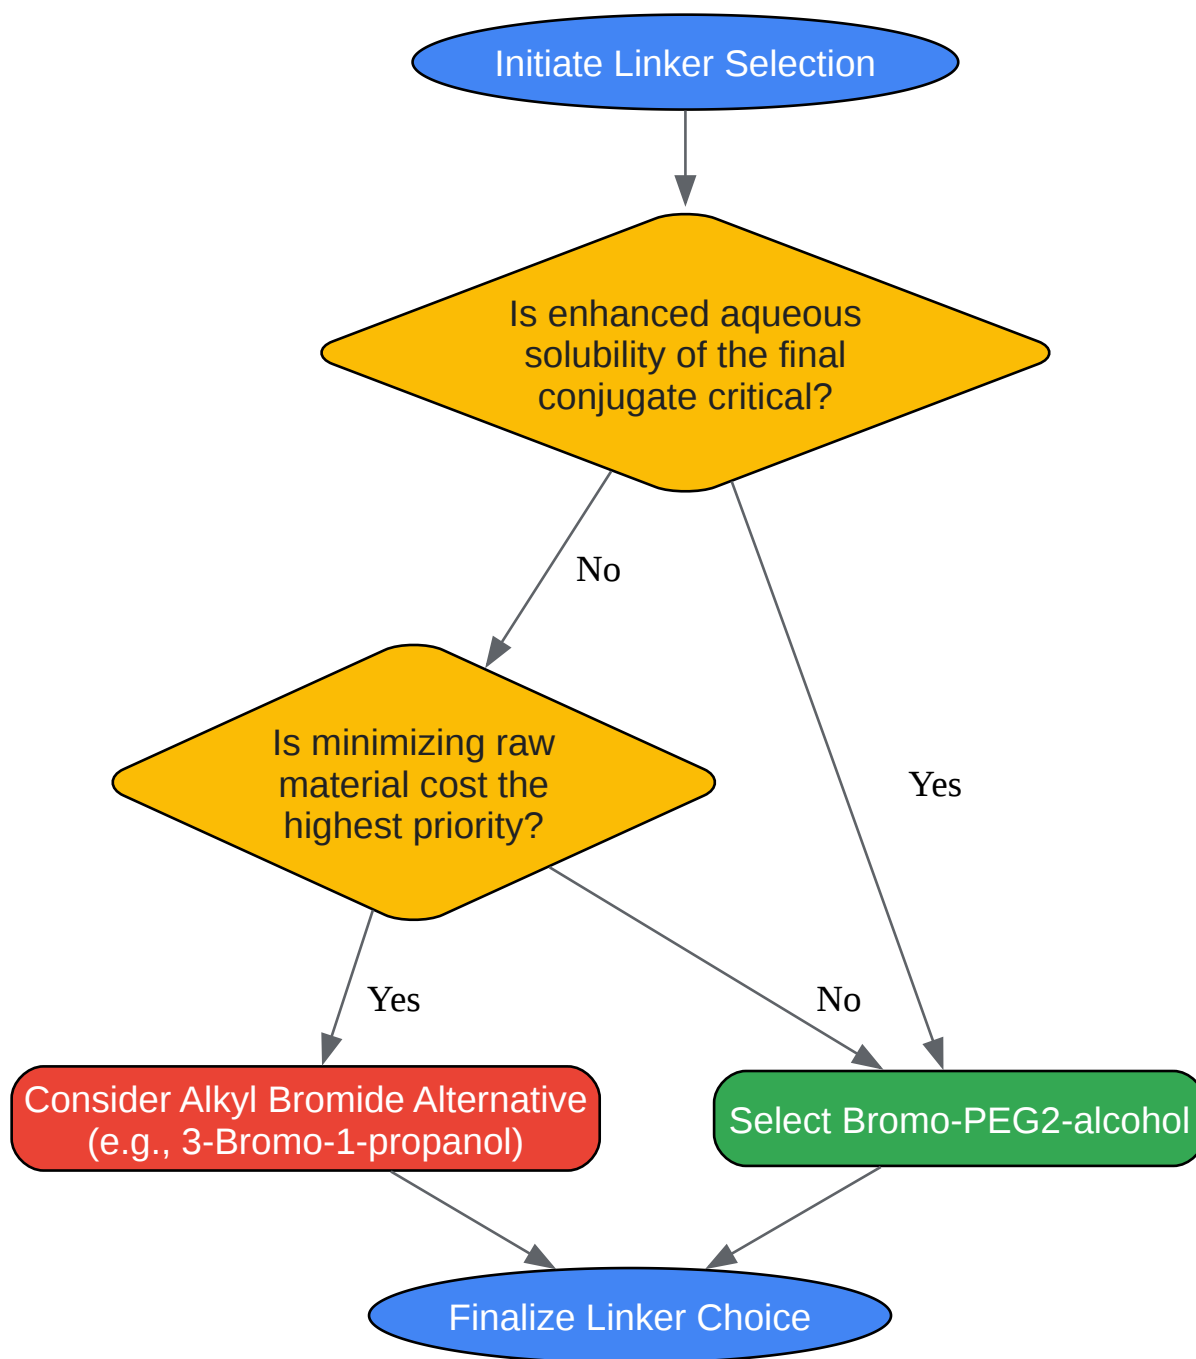 Initiate Linker Selection
Is enhanced aqueous
solubility of the final
conjugate critical?
No
Yes
Is minimizing raw
material cost the
highest priority?
Yes
No
Consider Alkyl Bromide Alternative
(e.g., 3-Bromo-1-propanol)
Select Bromo-PEG2-alcohol
Finalize Linker Choice